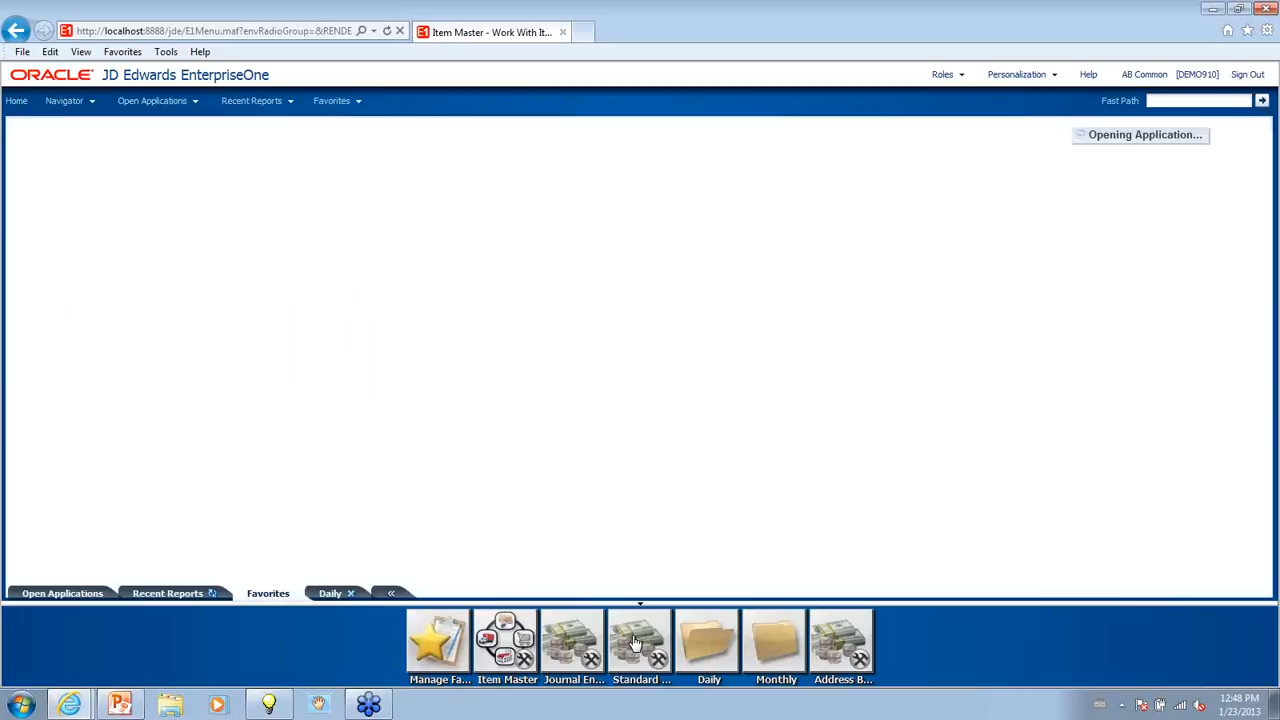 http://localhost:8888/jde/E1Menu.maf?envRadioGroup=&RENDE
E1 Item Master - Work With It...
File Edit View Favorites Tools Help
ORACLE JD Edwards EnterpriseOne
Roles Personalization Help AB Common [DEMO910] Sign Out
Home Navigator Open Applications Recent Reports Favorites Fast Path
Opening Application...
Open Applications Recent Reports Favorites Daily «
Manage Fa... Item Master Journal En... Standard ... Daily Monthly Address B...
12:48 PM
1/23/2013